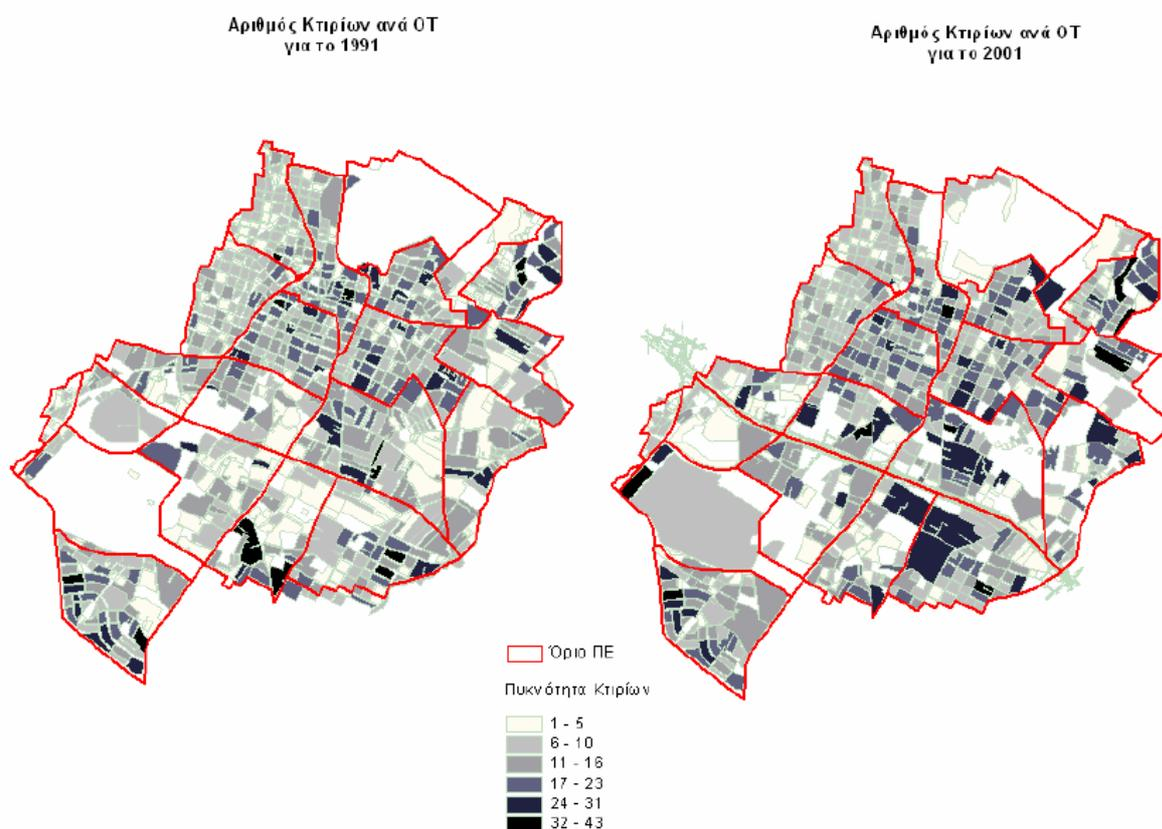 Αριθμός Κτιρίων ανά ΟΤ
για το 1991
Αριθμός Κτιρίων ανά ΟΤ
για το 2001
Όριο ΠΕ
Πυκνότητα Κτιρίων
1 - 5
6 - 10
11 - 16
17 - 23
24 - 31
32 - 43